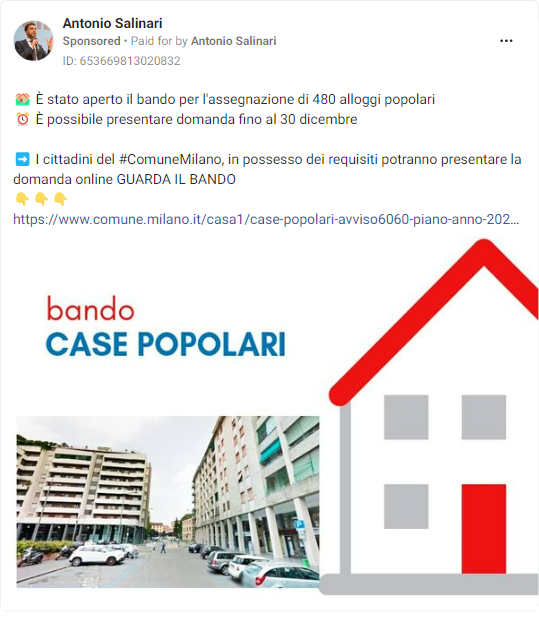 Antonio Salinari
Sponsored • Paid for by Antonio Salinari
ID: 653669813020832
🏘️ È stato aperto il bando per l'assegnazione di 480 alloggi popolari
⏰ È possibile presentare domanda fino al 30 dicembre
➡️ I cittadini del #ComuneMilano, in possesso dei requisiti potranno presentare la
domanda online GUARDA IL BANDO
👇👇👇
https://www.comune.milano.it/casa1/case-popolari-avviso6060-piano-anno-202...
bando
CASE POPOLARI